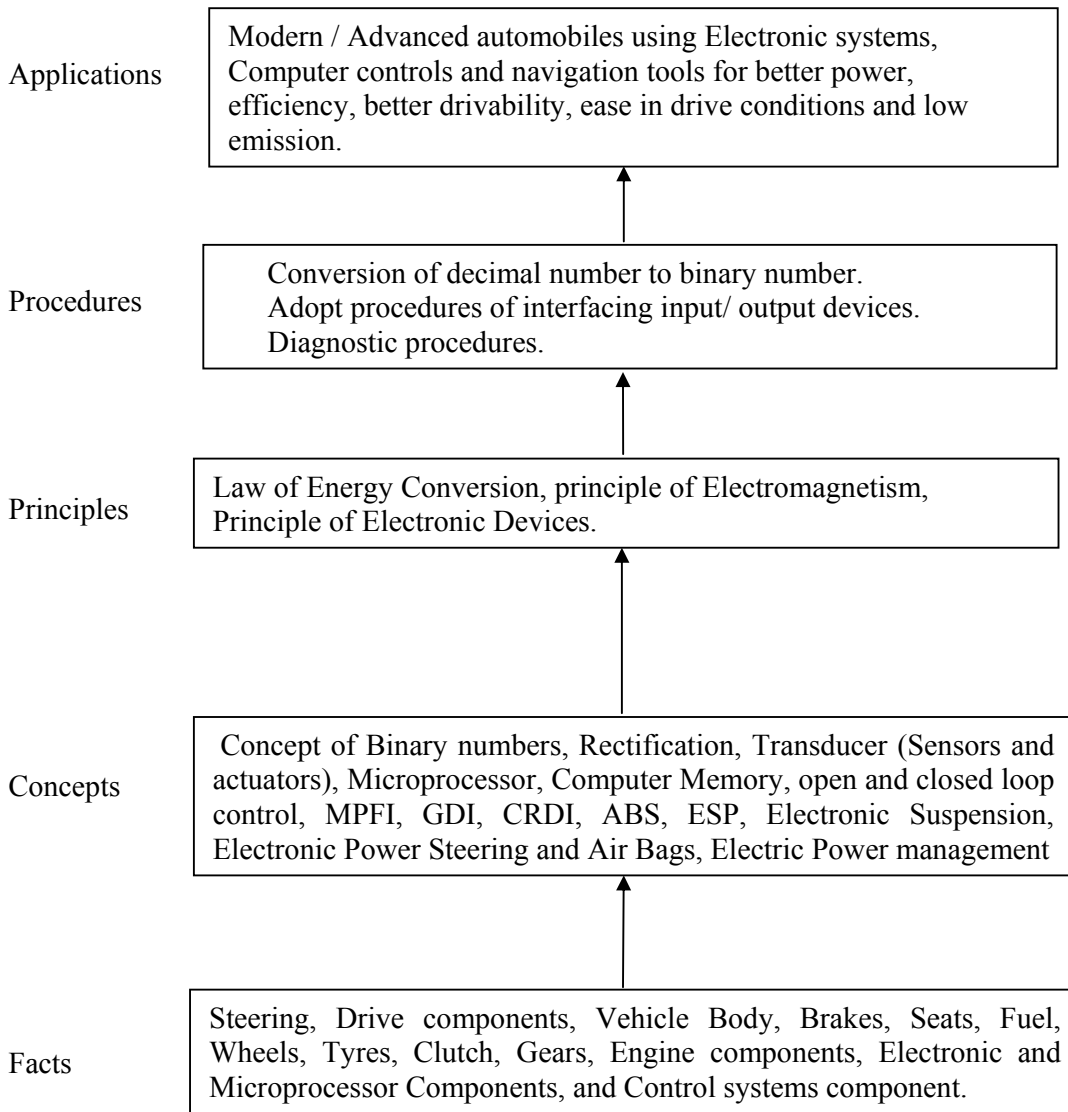 Applications
Modern / Advanced automobiles using Electronic systems,
Computer controls and navigation tools for better power,
efficiency, better drivability, ease in drive conditions and low
emission.
Procedures
Conversion of decimal number to binary number.
Adopt procedures of interfacing input/ output devices.
Diagnostic procedures.
Principles
Law of Energy Conversion, principle of Electromagnetism,
Principle of Electronic Devices.
Concepts
Concept of Binary numbers, Rectification, Transducer (Sensors and
actuators), Microprocessor, Computer Memory, open and closed loop
control, MPFI, GDI, CRDI, ABS, ESP, Electronic Suspension,
Electronic Power Steering and Air Bags, Electric Power management
Facts
Steering, Drive components, Vehicle Body, Brakes, Seats, Fuel,
Wheels, Tyres, Clutch, Gears, Engine components, Electronic and
Microprocessor Components, and Control systems component.